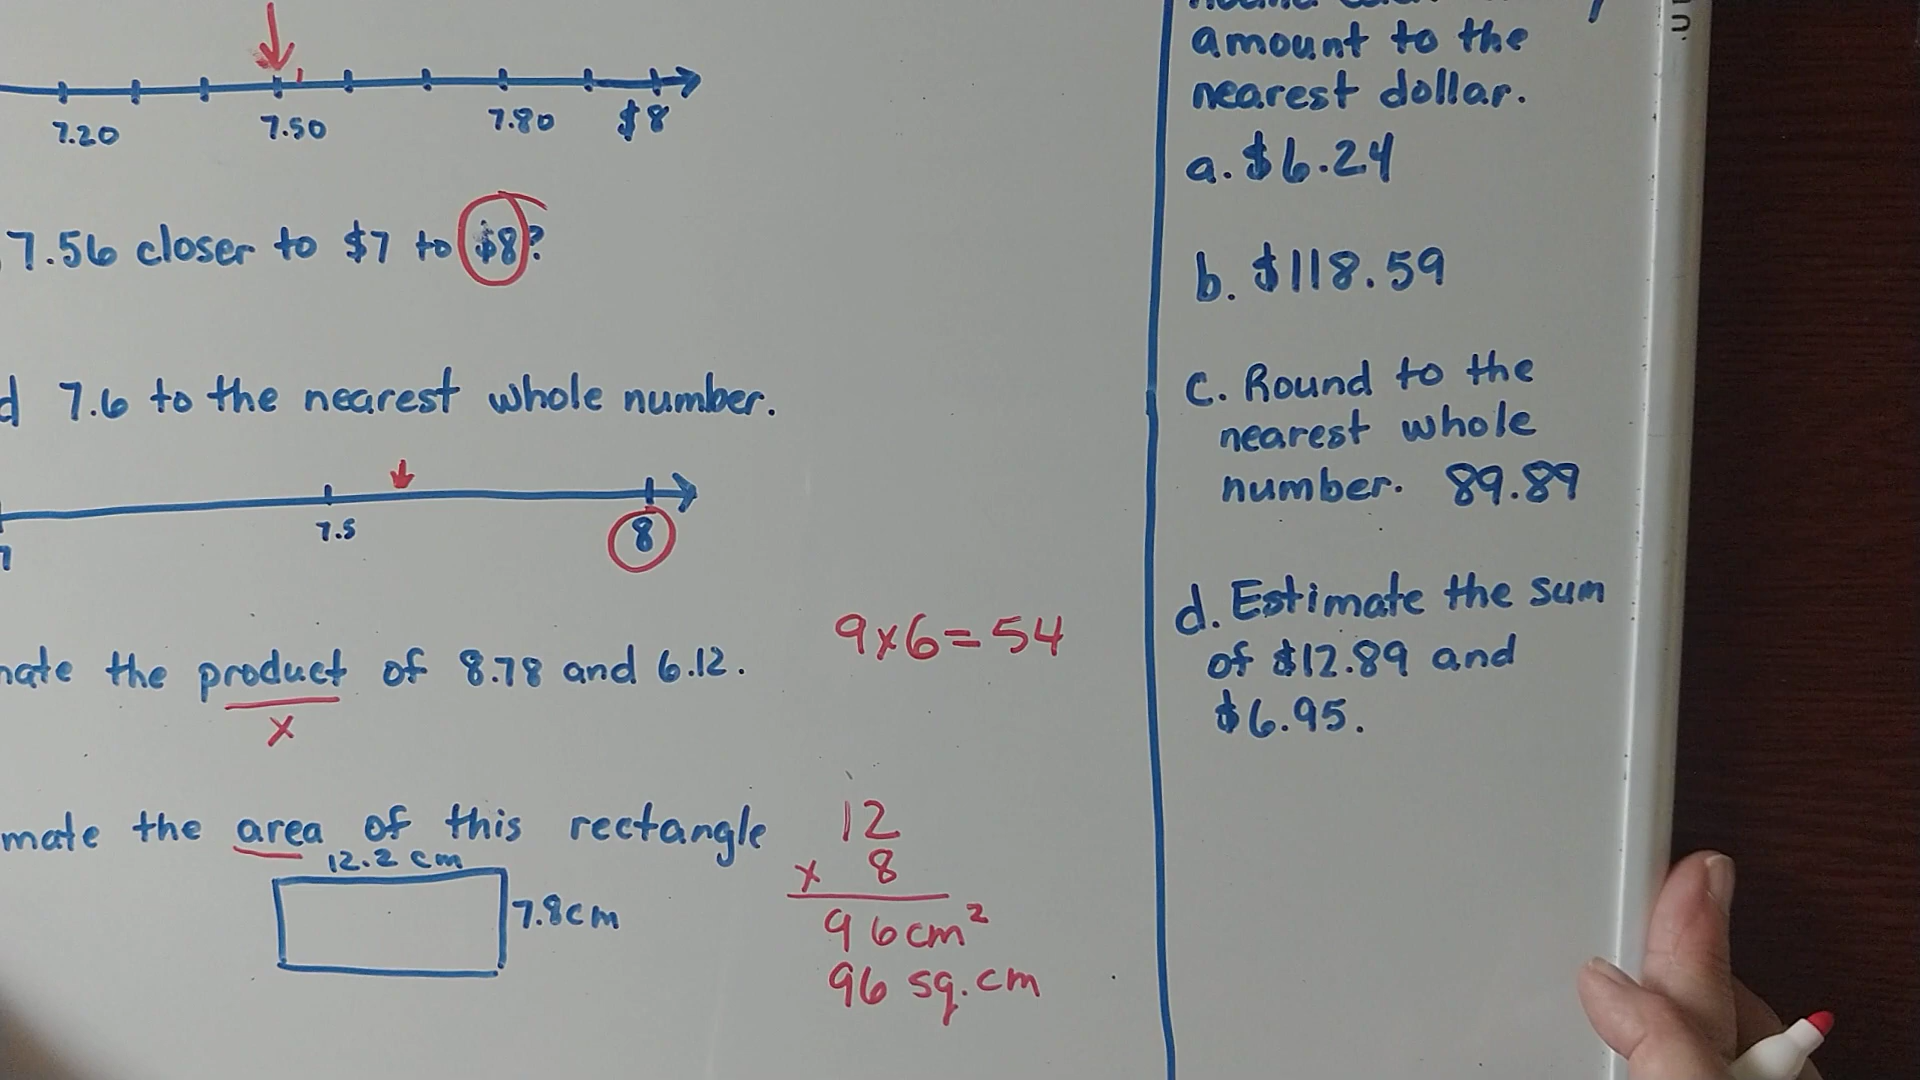 7.20 7.50 7.80 $8
7.56 closer to $7 to $8?
d 7.6 to the nearest whole number.
7 7.5 8
mate the product of 8.78 and 6.12.
x
9x6=54
mate the area of this rectangle
12.2 cm
7.8cm
12
x 8
96cm²
96 sq. cm
amount to the
nearest dollar.
a. $6.24
b. $118.59
c. Round to the
nearest whole
number. 89.89
d. Estimate the sum
of $12.89 and
$6.95.